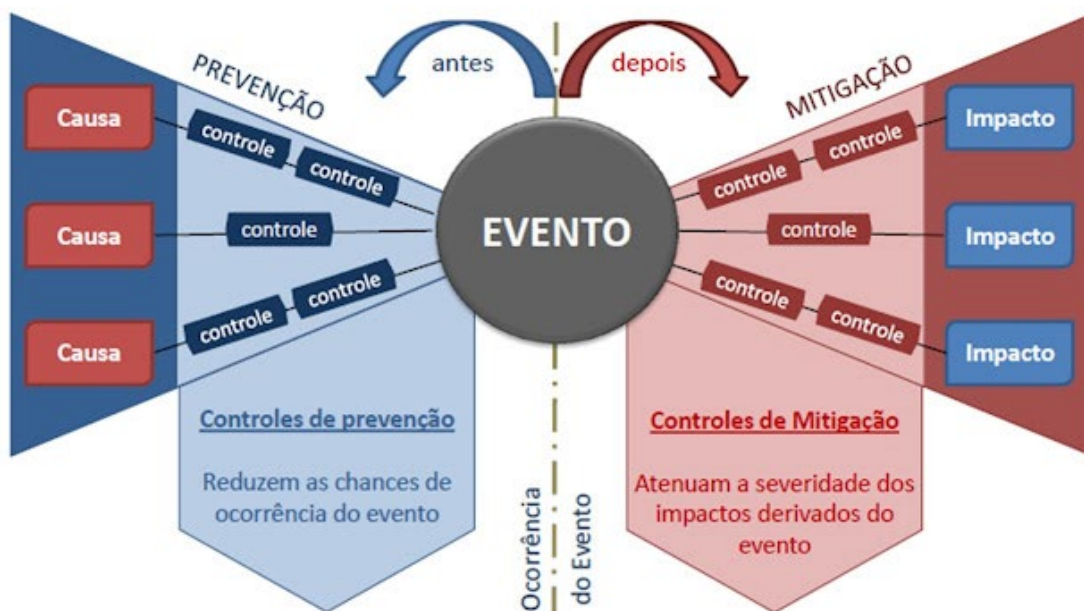 antes
depois
PREVENÇÃO
MITIGAÇÃO
Causa
controle
controle
controle
controle
Impacto
Causa
controle
EVENTO
controle
Impacto
Causa
controle
controle
controle
controle
Impacto
Controles de prevenção
Reduzem as chances de
ocorrência do evento
Ocorrência
do Evento
Controles de Mitigação
Atenuam a severidade dos
impactos derivados do
evento